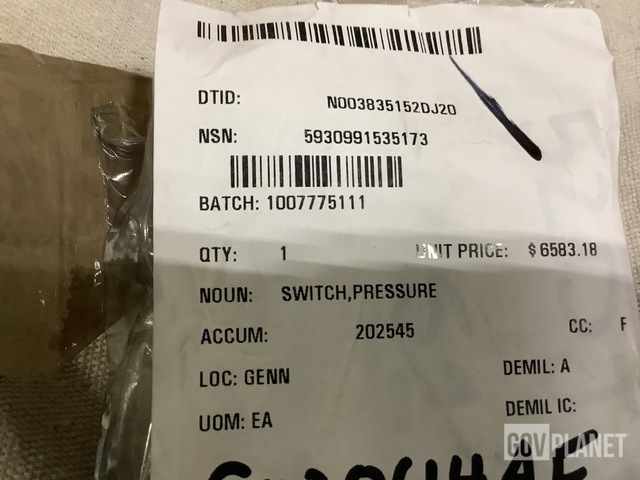 DTID: N003835152DJ20
NSN: 5930991535173
BATCH: 1007775111
QTY: 1 UNIT PRICE: $ 6583.18
NOUN: SWITCH,PRESSURE
ACCUM: 202545 CC: F
LOC: GENN DEMIL: A
UOM: EA DEMIL IC:
GOVPLANET